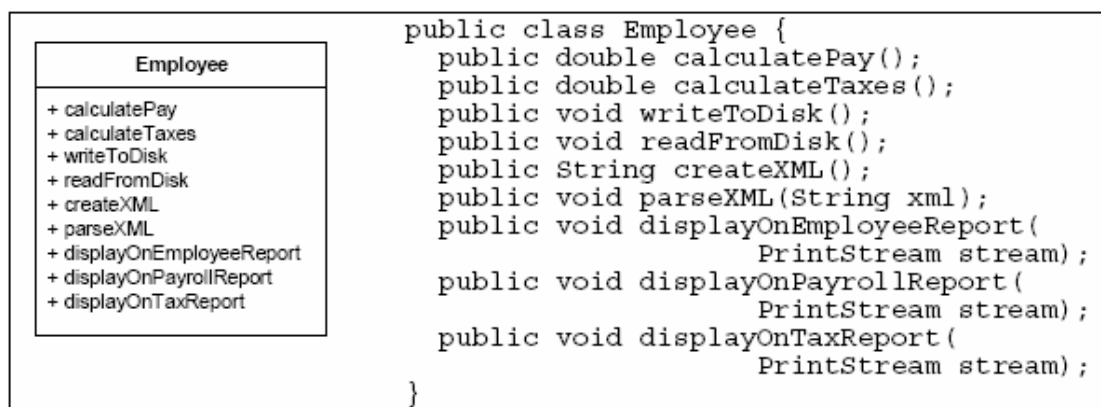 Employee
+ calculatePay
+ calculateTaxes
+ writeToDisk
+ readFromDisk
+ createXML
+ parseXML
+ displayOnEmployeeReport
+ displayOnPayrollReport
+ displayOnTaxReport
public class Employee {
public double calculatePay();
public double calculateTaxes();
public void writeToDisk();
public void readFromDisk();
public String createXML();
public void parseXML(String xml);
public void displayOnEmployeeReport(
PrintStream stream);
public void displayOnPayrollReport(
PrintStream stream);
public void displayOnTaxReport(
PrintStream stream);
}